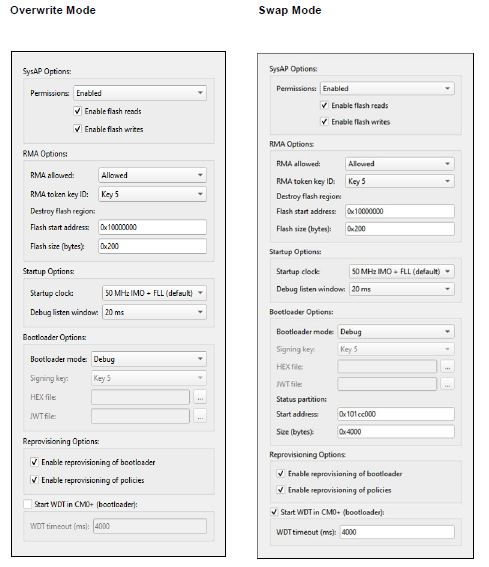 Overwrite Mode
SysAP Options:
Permissions: Enabled
Enable flash reads
Enable flash writes
RMA Options:
RMA allowed: Allowed
RMA token key ID: Key 5
Destroy flash region:
Flash start address: 0x10000000
Flash size (bytes): 0x200
Startup Options:
Startup clock: 50 MHz IMO + FLL (default)
Debug listen window: 20 ms
Bootloader Options:
Bootloader mode: Debug
Signing key: Key 5
HEX file: ...
JWT file: ...
Reprovisioning Options:
Enable reprovisioning of bootloader
Enable reprovisioning of policies
Start WDT in CM0+ (bootloader):
WDT timeout (ms): 4000
Swap Mode
SysAP Options:
Permissions: Enabled
Enable flash reads
Enable flash writes
RMA Options:
RMA allowed: Allowed
RMA token key ID: Key 5
Destroy flash region:
Flash start address: 0x10000000
Flash size (bytes): 0x200
Startup Options:
Startup clock: 50 MHz IMO + FLL (default)
Debug listen window: 20 ms
Bootloader Options:
Bootloader mode: Debug
Signing key: Key 5
HEX file: ...
JWT file: ...
Status partition:
Start address: 0x101cc000
Size (bytes): 0x4000
Reprovisioning Options:
Enable reprovisioning of bootloader
Enable reprovisioning of policies
Start WDT in CM0+ (bootloader):
WDT timeout (ms): 4000